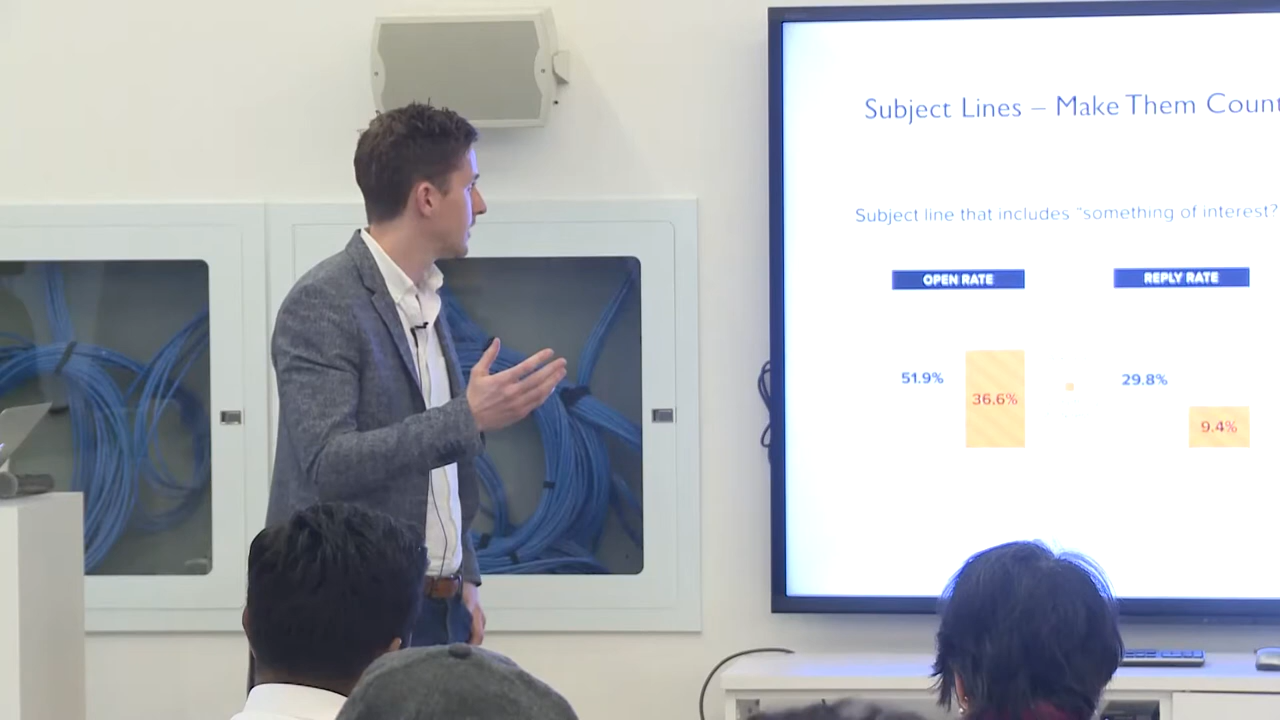 Subject Lines – Make Them Count
Subject line that includes "something of interest?
OPEN RATE
REPLY RATE
51.9%
36.6%
29.8%
9.4%